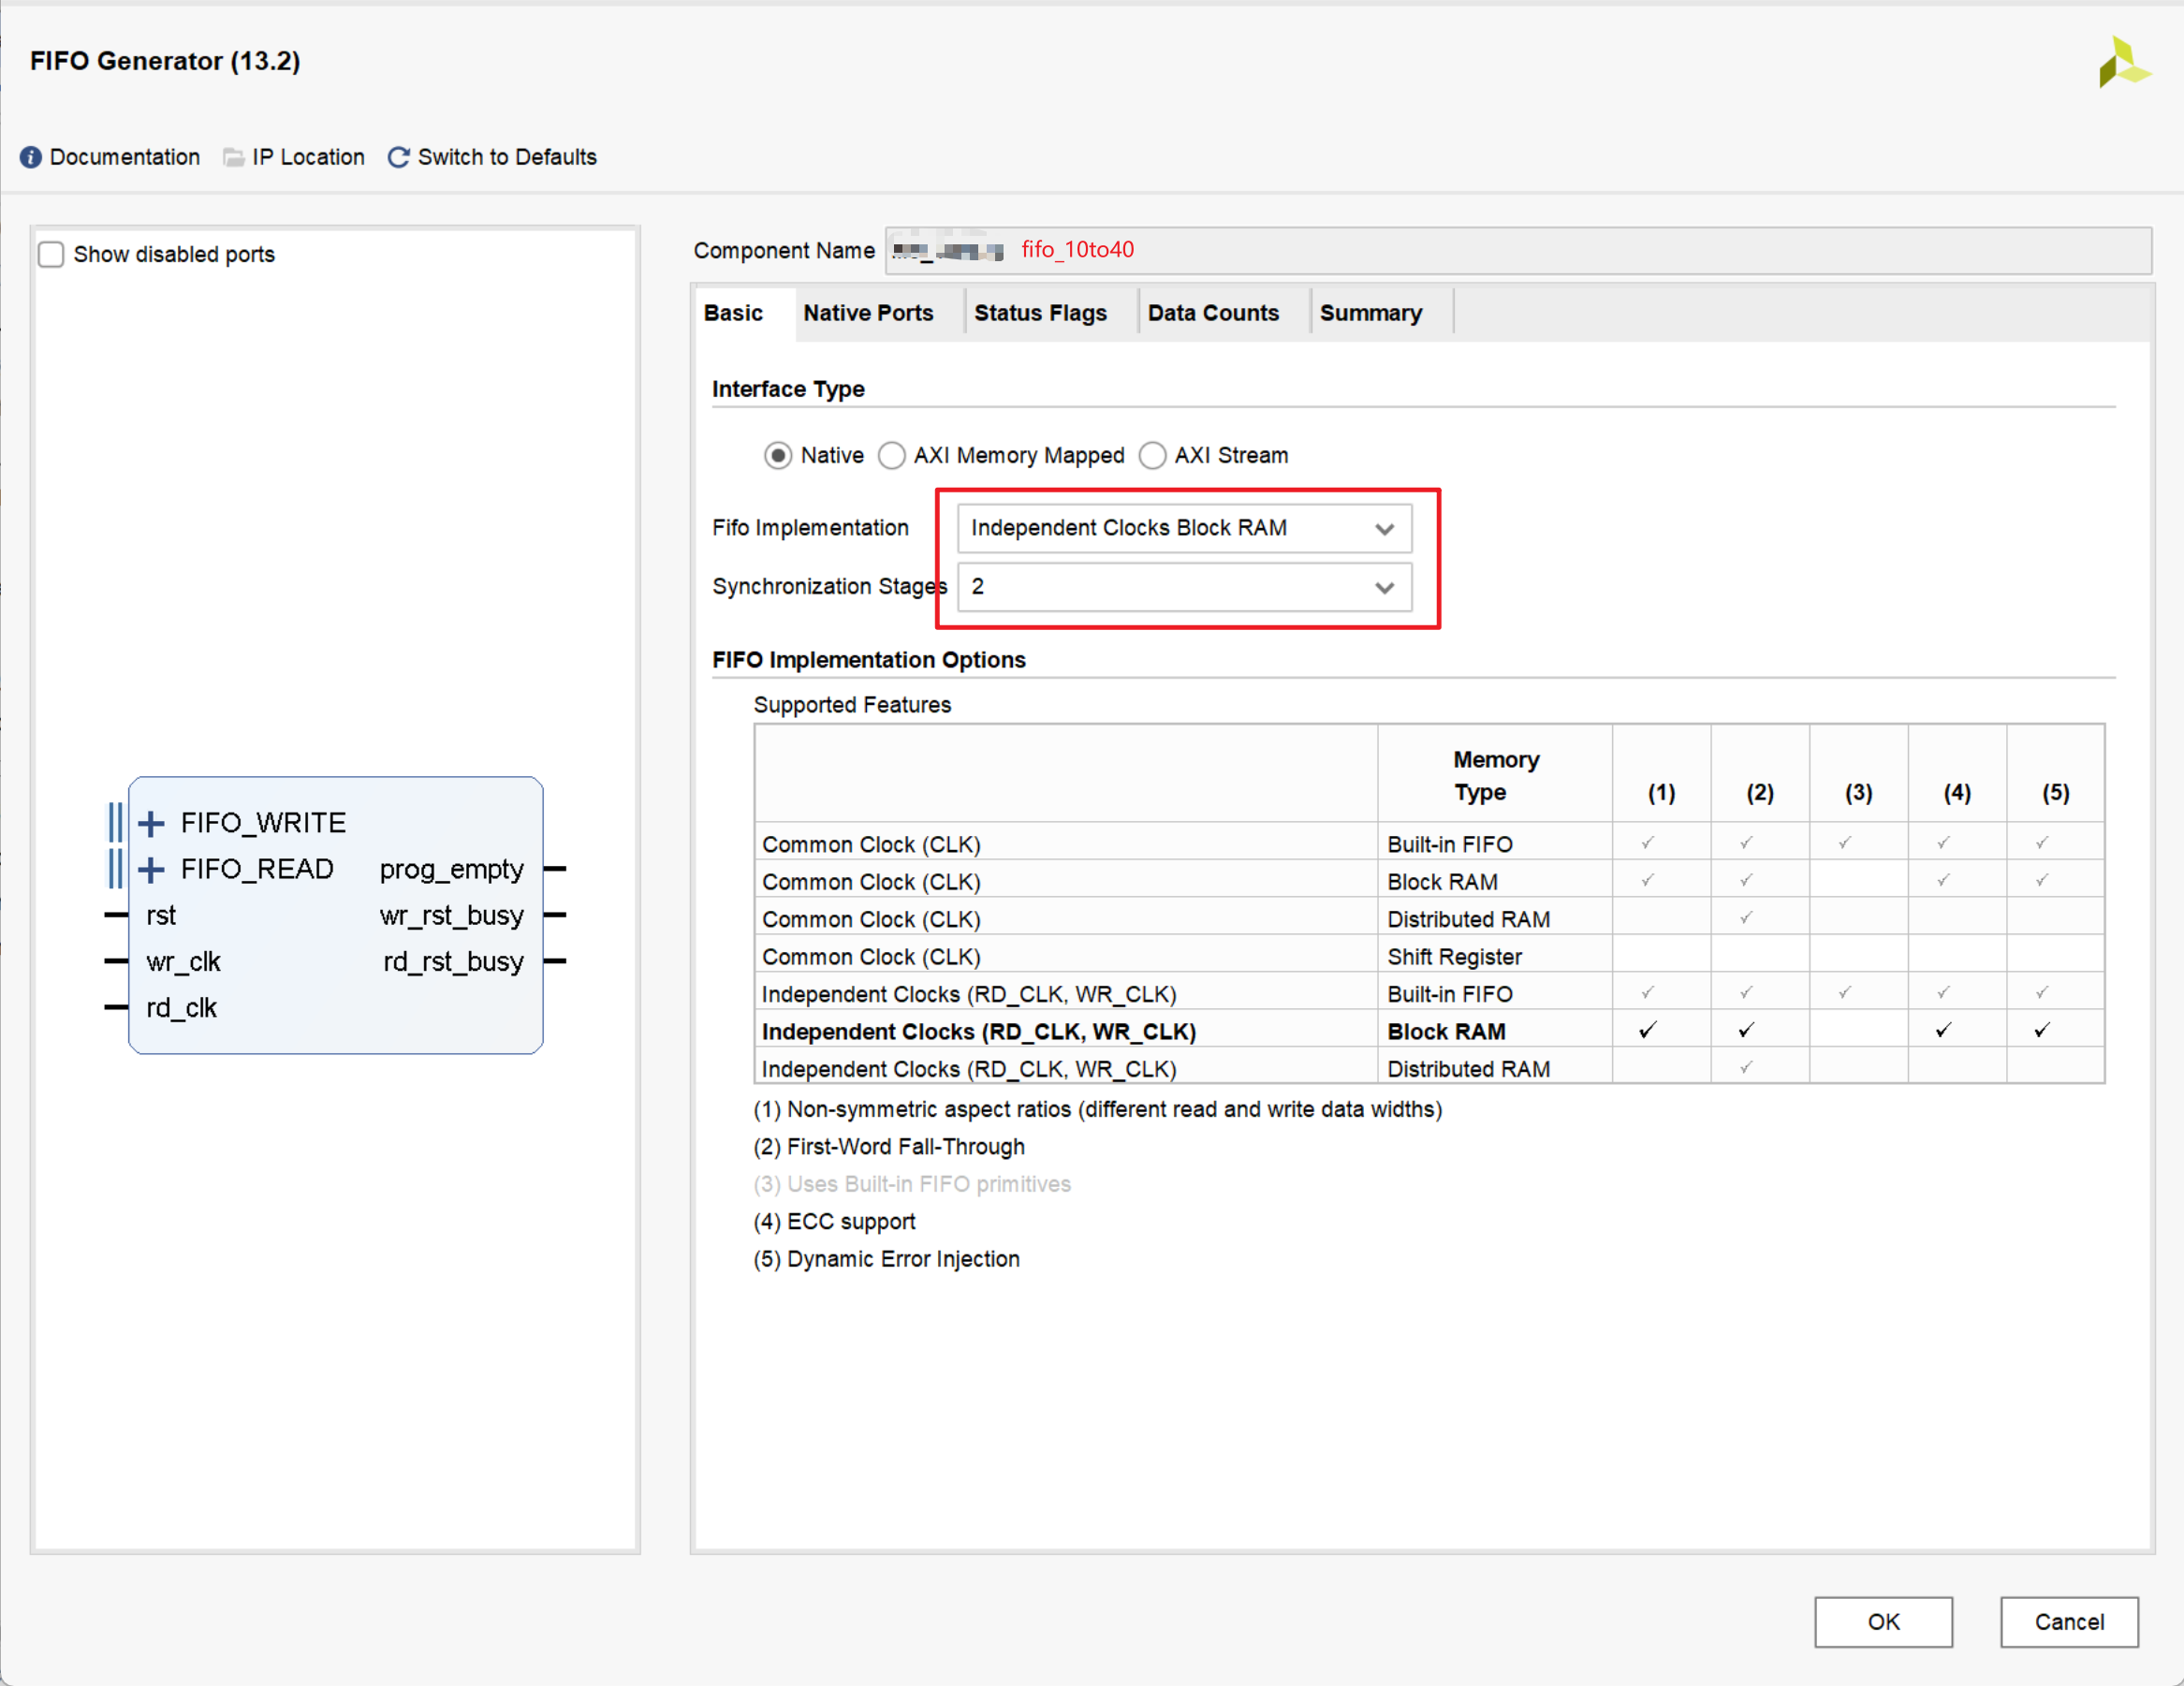 FIFO Generator (13.2)
Documentation IP Location Switch to Defaults
Show disabled ports
FIFO_WRITE
FIFO_READ prog_empty
rst wr_rst_busy
wr_clk rd_rst_busy
rd_clk
Component Name fifo_10to40
Basic Native Ports Status Flags Data Counts Summary
Interface Type
Native AXI Memory Mapped AXI Stream
Fifo Implementation Independent Clocks Block RAM
Synchronization Stages 2
FIFO Implementation Options
Supported Features
Memory
Type (1) (2) (3) (4) (5)
Common Clock (CLK) Built-in FIFO ✓ ✓ ✓ ✓ ✓
Common Clock (CLK) Block RAM ✓ ✓ ✓ ✓
Common Clock (CLK) Distributed RAM ✓
Common Clock (CLK) Shift Register
Independent Clocks (RD_CLK, WR_CLK) Built-in FIFO ✓ ✓ ✓ ✓ ✓
Independent Clocks (RD_CLK, WR_CLK) Block RAM ✓ ✓ ✓ ✓
Independent Clocks (RD_CLK, WR_CLK) Distributed RAM ✓
(1) Non-symmetric aspect ratios (different read and write data widths)
(2) First-Word Fall-Through
(3) Uses Built-in FIFO primitives
(4) ECC support
(5) Dynamic Error Injection
OK Cancel